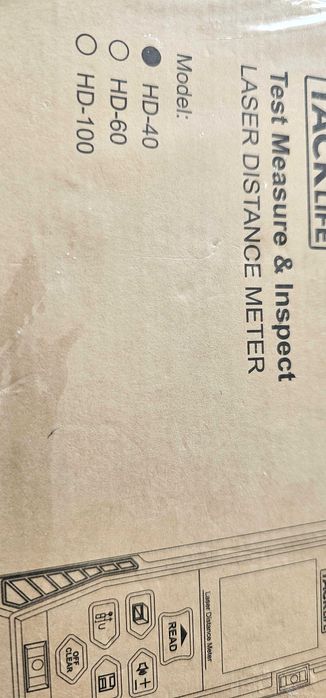 TACKLIFE
Test Measure & Inspect
LASER DISTANCE METER
Model:
HD-40
HD-60
HD-100
Laser Distance Meter
READ
OFF
CLEAR